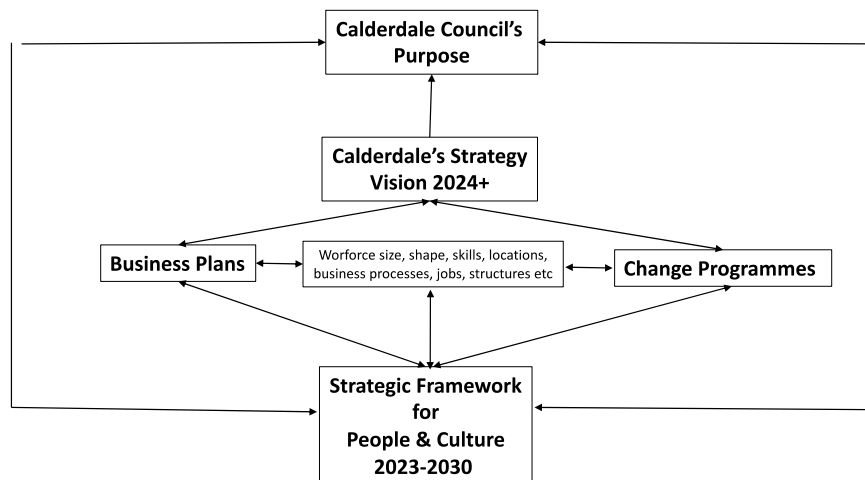 Calderdale Council's
Purpose
Calderdale's Strategy
Vision 2024+
Business Plans
Worforce size, shape, skills, locations,
business processes, jobs, structures etc
Change Programmes
Strategic Framework
for
People & Culture
2023-2030